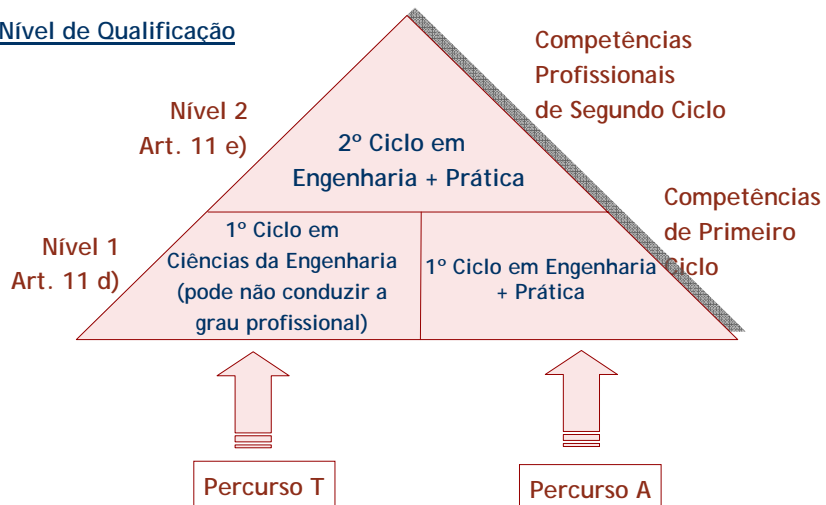 Nível de Qualificação
Competências
Profissionais
de Segundo Ciclo
Nível 2
Art. 11 e)
2º Ciclo em
Engenharia + Prática
Competências
de Primeiro
Ciclo
Nível 1
Art. 11 d)
1º Ciclo em
Ciências da Engenharia
(pode não conduzir a
grau profissional)
1º Ciclo em Engenharia
+ Prática
Percurso T
Percurso A